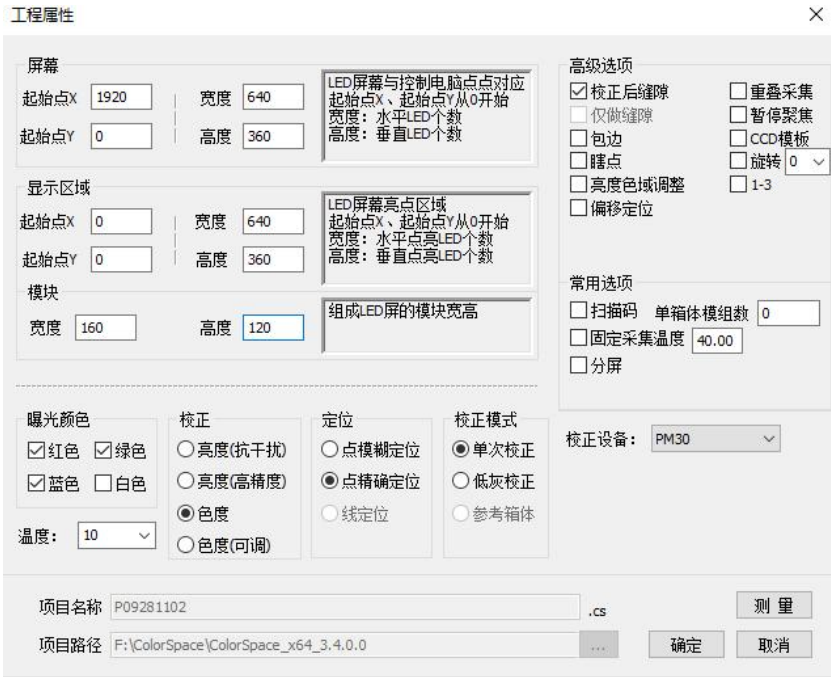 工程属性
屏幕
起始点X 1920 宽度 640
起始点Y 0 高度 360
LED屏幕与控制电脑点点对应
起始点X、起始点Y从0开始
宽度：水平LED个数
高度：垂直LED个数
显示区域
起始点X 0 宽度 640
起始点Y 0 高度 360
LED屏幕亮点区域
起始点X、起始点Y从0开始
宽度：水平点亮LED个数
高度：垂直点亮LED个数
模块
宽度 160 高度 120
组成LED屏的模块宽高
高级选项
校正后缝隙 重叠采集
仅做缝隙 暂停聚焦
包边 CCD模板
瞎点 旋转 0
亮度色域调整 1-3
偏移定位
常用选项
扫描码 单箱体模组数 0
固定采集温度 40.00
分屏
曝光颜色
红色 绿色
蓝色 白色
温度： 10
校正
亮度(抗干扰)
亮度(高精度)
色度
色度(可调)
定位
点模糊定位
点精确定位
线定位
校正模式
单次校正
低灰校正
参考箱体
校正设备： PM30
项目名称 P09281102 .cs 测量
项目路径 F:\ColorSpace\ColorSpace_x64_3.4.0.0 ... 确定 取消